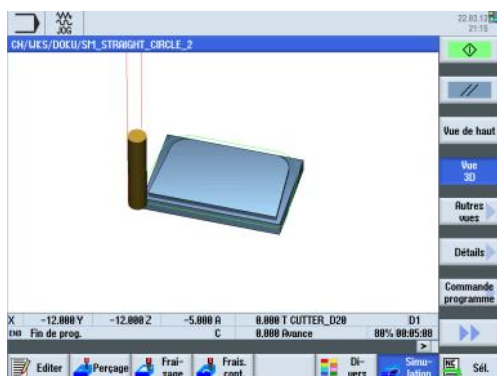 JOG
22.03.12
21:15
CN/WKS/DOKU/SM_STRAIGHT_CIRCLE_2
Vue de haut
Vue
3D
Autres
vues
Détails
Commande
programme
X -12.000 Y -12.000 Z -5.000 A 0.000 T CUTTER_D20 D1
Fin de prog. C 0.000 Avance 80% 00:05:00
Editer
Perçage
Frai-
sage
Frais.
cont.
Di-
vers
Simu-
lation
NC
Sél.